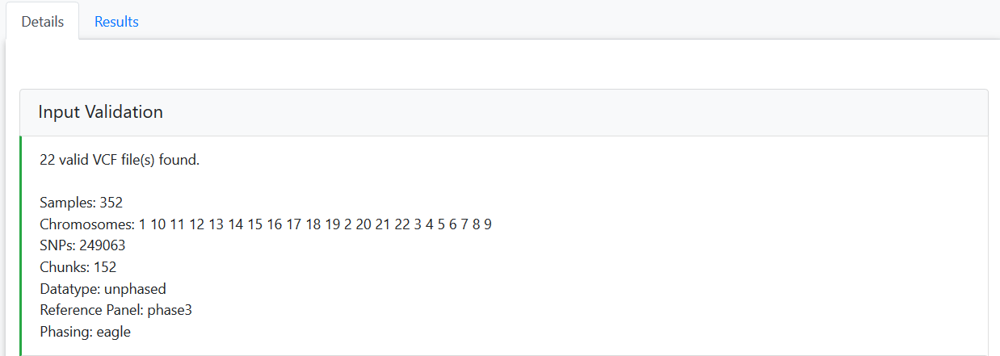 Details
Results
Input Validation
22 valid VCF file(s) found.
Samples: 352
Chromosomes: 1 10 11 12 13 14 15 16 17 18 19 2 20 21 22 3 4 5 6 7 8 9
SNPs: 249063
Chunks: 152
Datatype: unphased
Reference Panel: phase3
Phasing: eagle